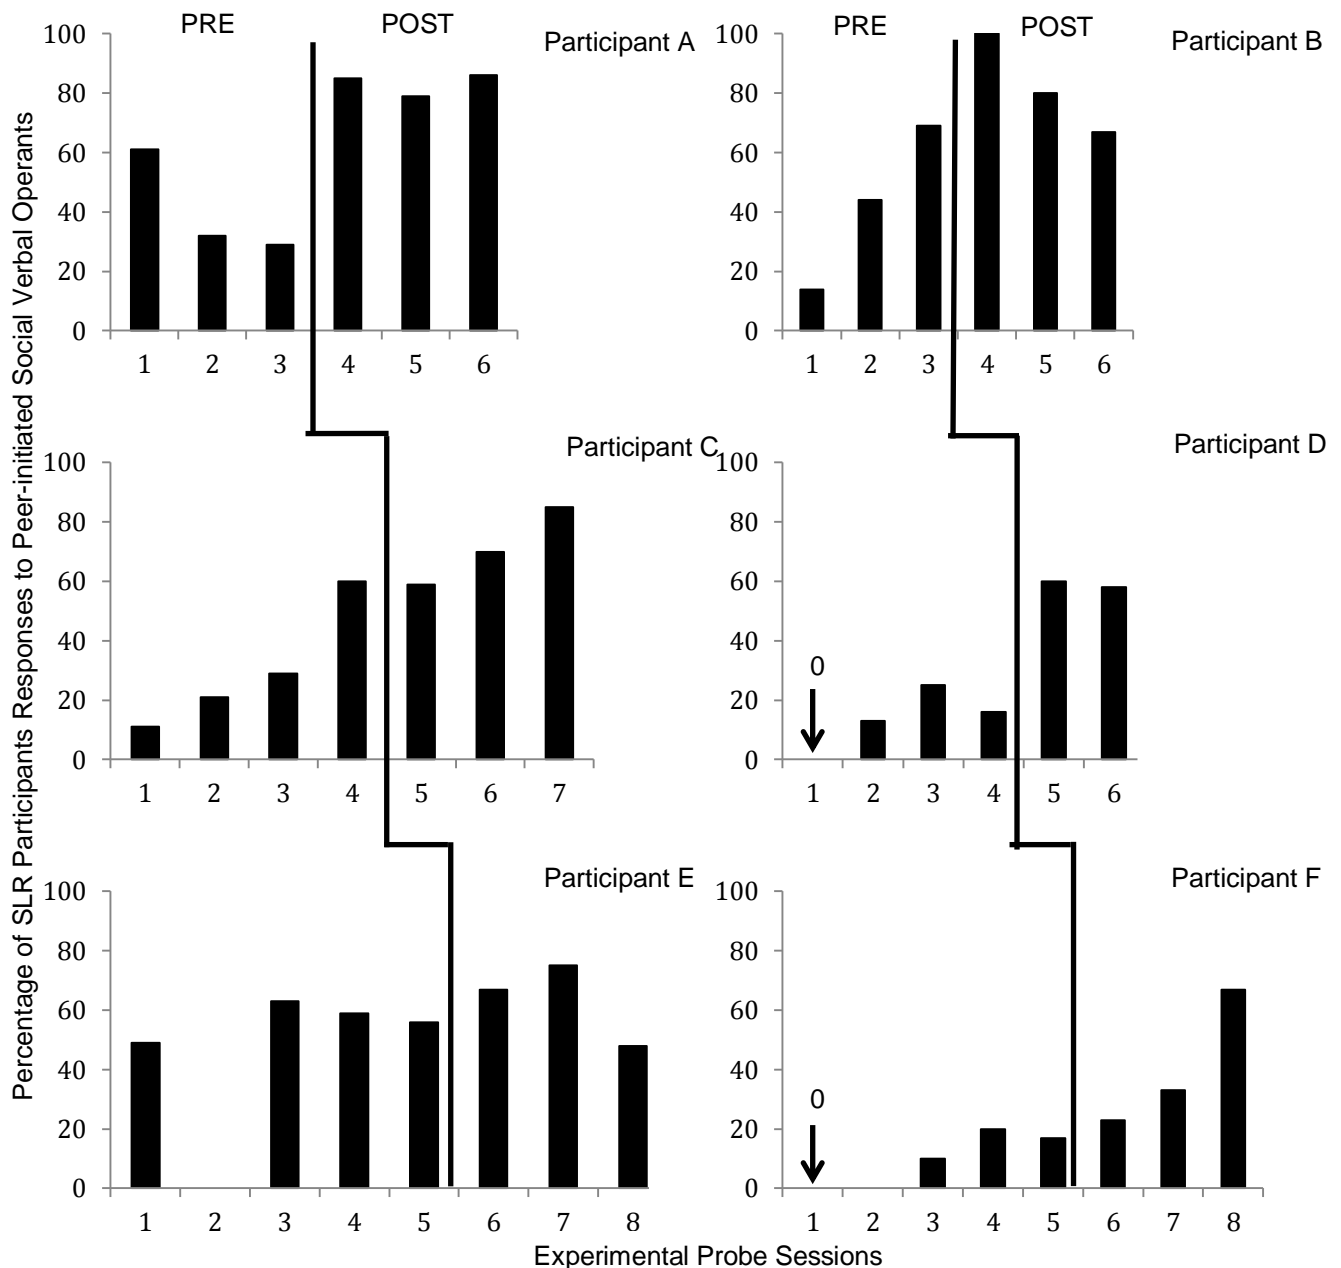 Percentage of SLR Participants Responses to Peer-initiated Social Verbal Operants
PRE POST
Participant A
100
80
60
40
20
0
1 2 3 4 5 6
PRE POST
Participant B
100
80
60
40
20
0
1 2 3 4 5 6
Participant C
100
80
60
40
20
0
1 2 3 4 5 6 7
Participant D
100
80
60
40
20
0
0
1 2 3 4 5 6
Participant E
100
80
60
40
20
0
1 2 3 4 5 6 7 8
Participant F
100
80
60
40
20
0
0
1 2 3 4 5 6 7 8
Experimental Probe Sessions